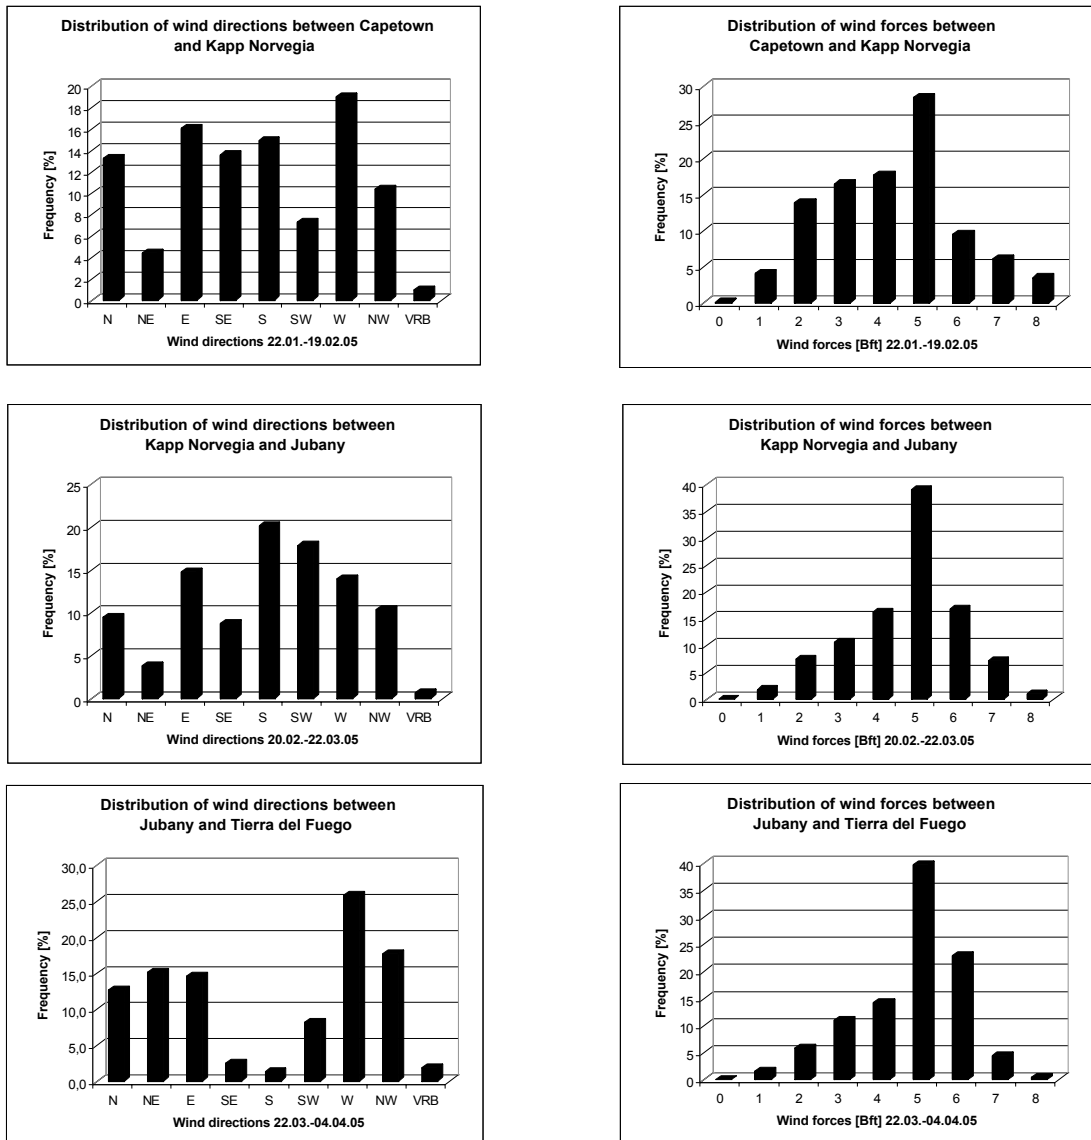 Distribution of wind directions between Capetown
and Kapp Norvegia
Frequency [%]
20
18
16
14
12
10
8
6
4
2
0
N NE E SE S SW W NW VRB
Wind directions 22.01.-19.02.05
Distribution of wind forces between
Capetown and Kapp Norvegia
Frequency [%]
30
25
20
15
10
5
0
0 1 2 3 4 5 6 7 8
Wind forces [Bft] 22.01.-19.02.05
Distribution of wind directions between
Kapp Norvegia and Jubany
Frequency [%]
25
20
15
10
5
0
N NE E SE S SW W NW VRB
Wind directions 20.02.-22.03.05
Distribution of wind forces between
Kapp Norvegia and Jubany
Frequency [%]
40
35
30
25
20
15
10
5
0
0 1 2 3 4 5 6 7 8
Wind forces [Bft] 20.02.-22.03.05
Distribution of wind directions between
Jubany and Tierra del Fuego
Frequency [%]
30,0
25,0
20,0
15,0
10,0
5,0
0,0
N NE E SE S SW W NW VRB
Wind directions 22.03.-04.04.05
Distribution of wind forces between
Jubany and Tierra del Fuego
Frequency [%]
40
35
30
25
20
15
10
5
0
0 1 2 3 4 5 6 7 8
Wind forces [Bft] 22.03.-04.04.05